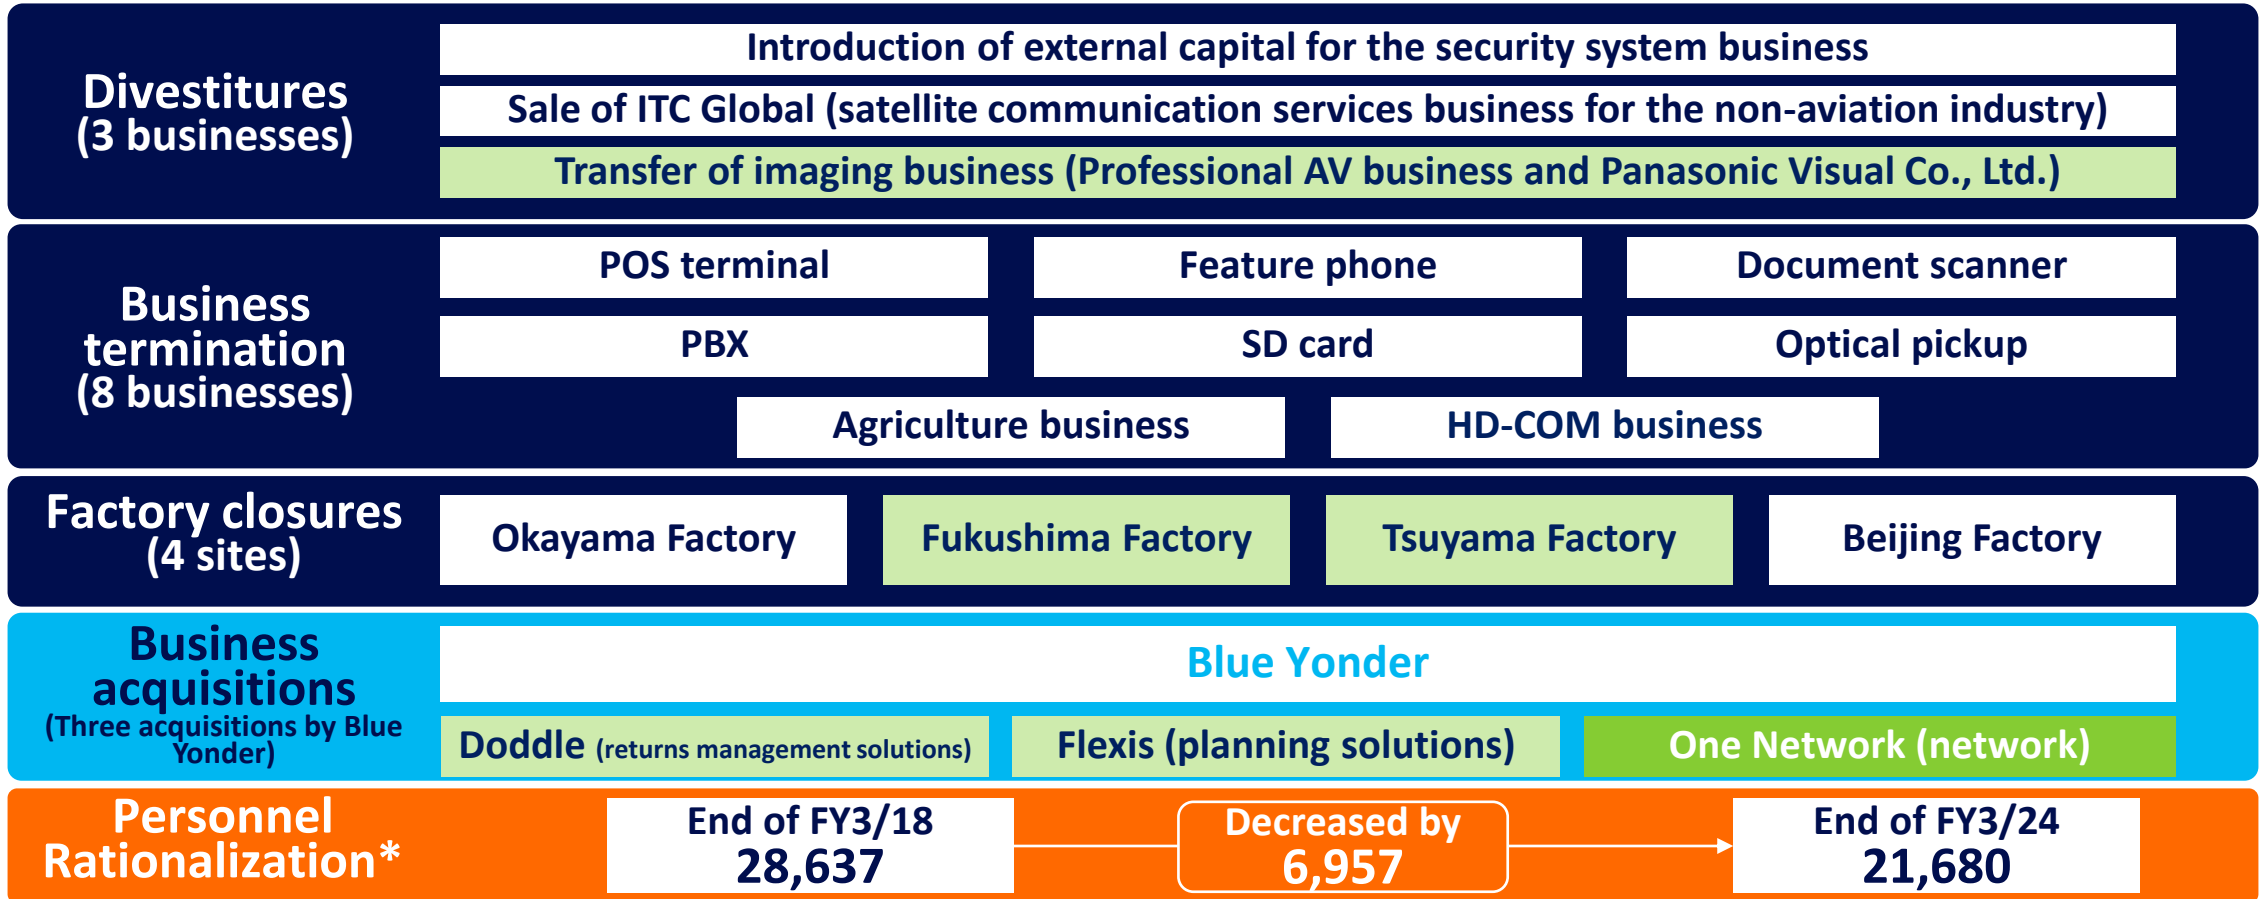 Divestitures
(3 businesses)
Introduction of external capital for the security system business
Sale of ITC Global (satellite communication services business for the non-aviation industry)
Transfer of imaging business (Professional AV business and Panasonic Visual Co., Ltd.)
Business
termination
(8 businesses)
POS terminal
Feature phone
Document scanner
PBX
SD card
Optical pickup
Agriculture business
HD-COM business
Factory closures
(4 sites)
Okayama Factory
Fukushima Factory
Tsuyama Factory
Beijing Factory
Business
acquisitions
(Three acquisitions by Blue
Yonder)
Blue Yonder
Doddle (returns management solutions)
Flexis (planning solutions)
One Network (network)
Personnel
Rationalization*
End of FY3/18
28,637
Decreased by
6,957
End of FY3/24
21,680